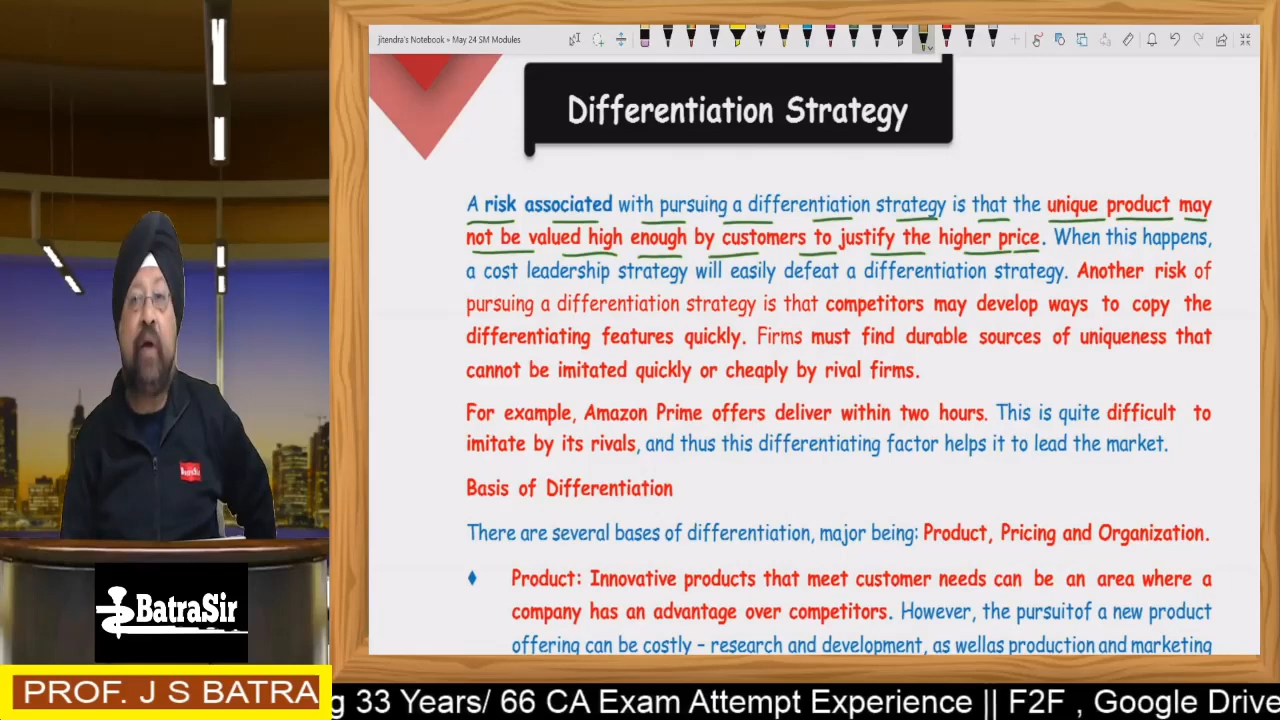 jitendra's Notebook » May 24 SM Modules
Differentiation Strategy
A risk associated with pursuing a differentiation strategy is that the unique product may
not be valued high enough by customers to justify the higher price. When this happens,
a cost leadership strategy will easily defeat a differentiation strategy. Another risk of
pursuing a differentiation strategy is that competitors may develop ways to copy the
differentiating features quickly. Firms must find durable sources of uniqueness that
cannot be imitated quickly or cheaply by rival firms.
For example, Amazon Prime offers deliver within two hours. This is quite difficult to
imitate by its rivals, and thus this differentiating factor helps it to lead the market.
Basis of Differentiation
There are several bases of differentiation, major being: Product, Pricing and Organization.
Product: Innovative products that meet customer needs can be an area where a
company has an advantage over competitors. However, the pursuitof a new product
offering can be costly – research and development, as wellas production and marketing
BatraSir
PROF. J S BATRA
g 33 Years/ 66 CA Exam Attempt Experience || F2F , Google Drive